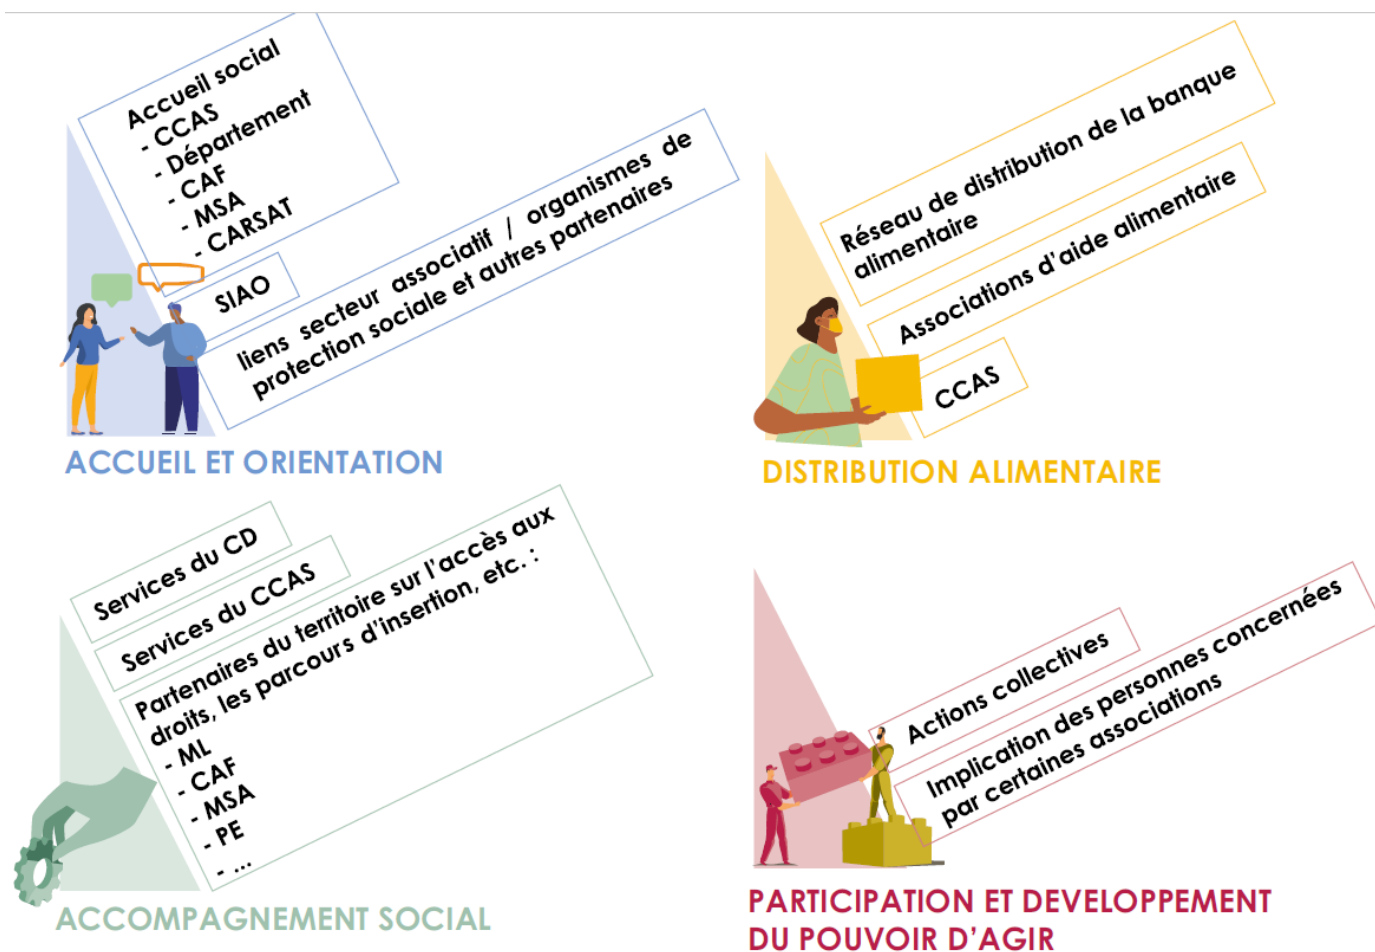 Accueil social
- CCAS
- Département
- CAF
- MSA
- CARSAT
SIAO
liens secteur associatif / organismes de
protection sociale et autres partenaires
ACCUEIL ET ORIENTATION
Réseau de distribution de la banque
alimentaire
Associations d'aide alimentaire
CCAS
DISTRIBUTION ALIMENTAIRE
Services du CD
Services du CCAS
Partenaires du territoire sur l'accès aux
droits, les parcours d'insertion, etc. :
- ML
- CAF
- MSA
- PE
- ...
ACCOMPAGNEMENT SOCIAL
Actions collectives
Implication des personnes concernées
par certaines associations
PARTICIPATION ET DEVELOPPEMENT
DU POUVOIR D'AGIR